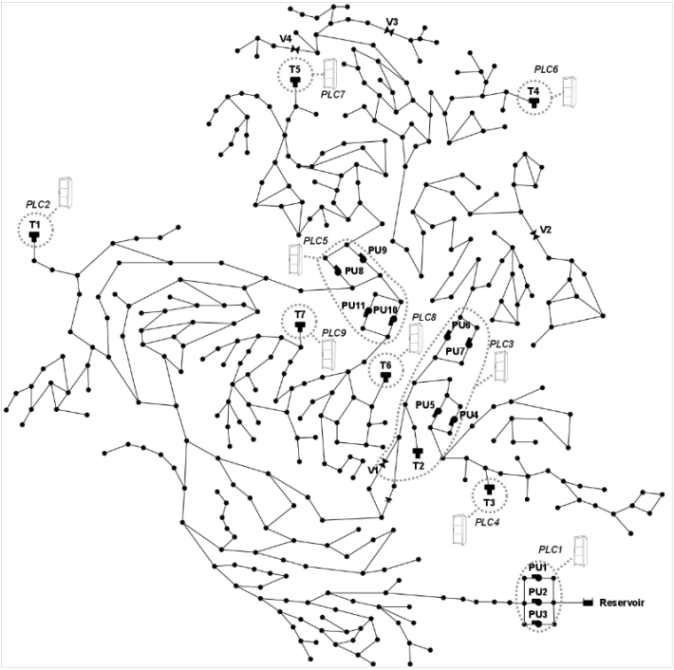 V3
V4
T5
PLC7
PLC6
T4
PLC2
T1
V2
PLC5
PU9
PU8
PU11
PU10
PLC8
T7
PLC9
PU6
PU7
PLC3
T6
PU5
PU4
V1
T2
T3
PLC4
PLC1
PU1
PU2
Reservoir
PU3